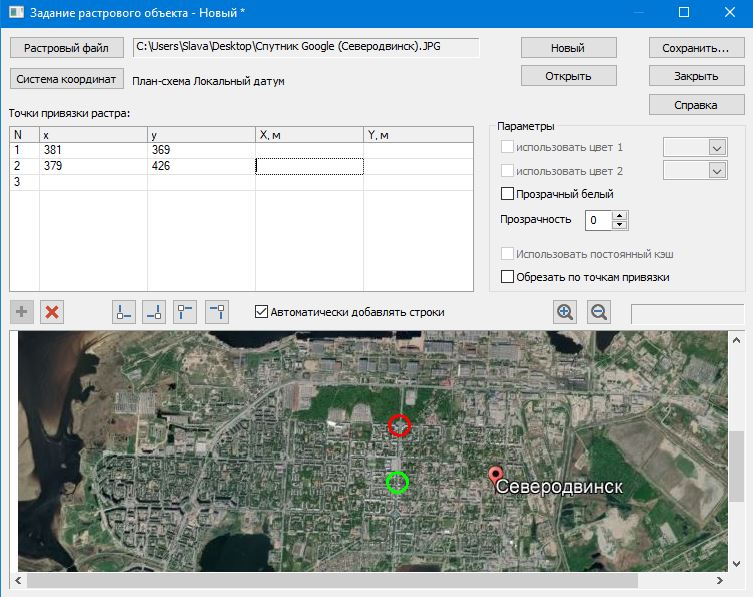 Задание растрового объекта - Новый *
Растровый файл C:\Users\Slava\Desktop\Спутник Google (Северодвинск).JPG Новый Сохранить...
Система координат План-схема Локальный датум Открыть Закрыть
Справка
Точки привязки растра:
N x y X, м Y, м
1 381 369
2 379 426
3
Параметры
использовать цвет 1
использовать цвет 2
Прозрачный белый
Прозрачность 0
Использовать постоянный кэш
Обрезать по точкам привязки
Автоматически добавлять строки
Северодвинск